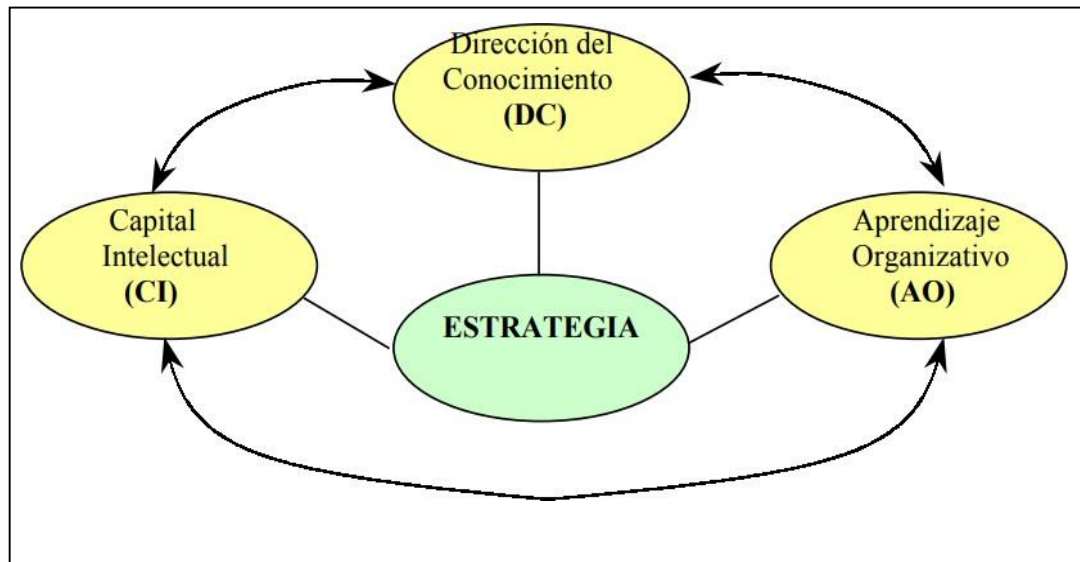 Dirección del
Conocimiento
(DC)
Capital
Intelectual
(CI)
Aprendizaje
Organizativo
(AO)
ESTRATEGIA